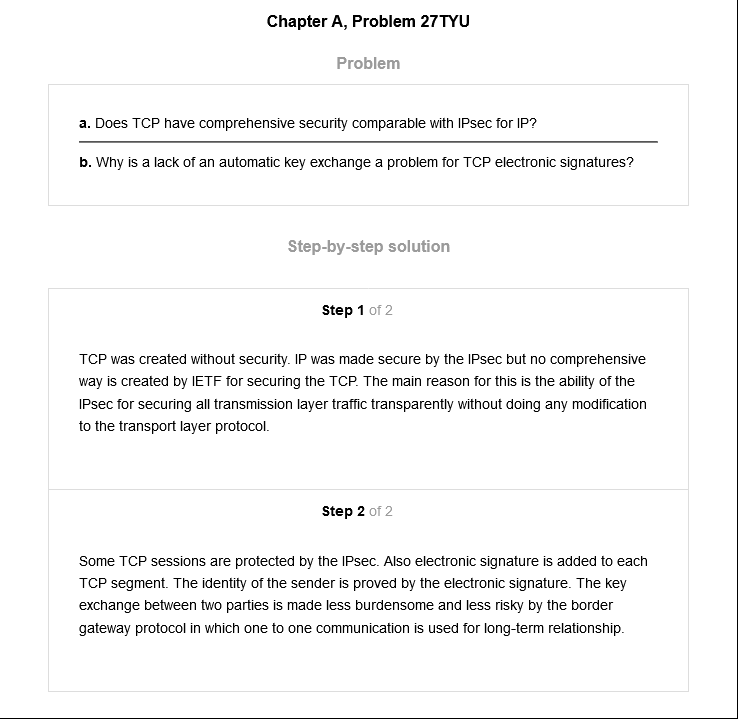 Chapter A, Problem 27TYU
Problem
a. Does TCP have comprehensive security comparable with IPsec for IP?
b. Why is a lack of an automatic key exchange a problem for TCP electronic signatures?
Step-by-step solution
Step 1 of 2
TCP was created without security. IP was made secure by the IPsec but no comprehensive
way is created by IETF for securing the TCP. The main reason for this is the ability of the
IPsec for securing all transmission layer traffic transparently without doing any modification
to the transport layer protocol.
Step 2 of 2
Some TCP sessions are protected by the IPsec. Also electronic signature is added to each
TCP segment. The identity of the sender is proved by the electronic signature. The key
exchange between two parties is made less burdensome and less risky by the border
gateway protocol in which one to one communication is used for long-term relationship.